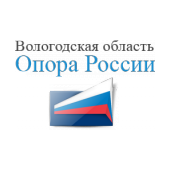 Вологодская область
Опора России